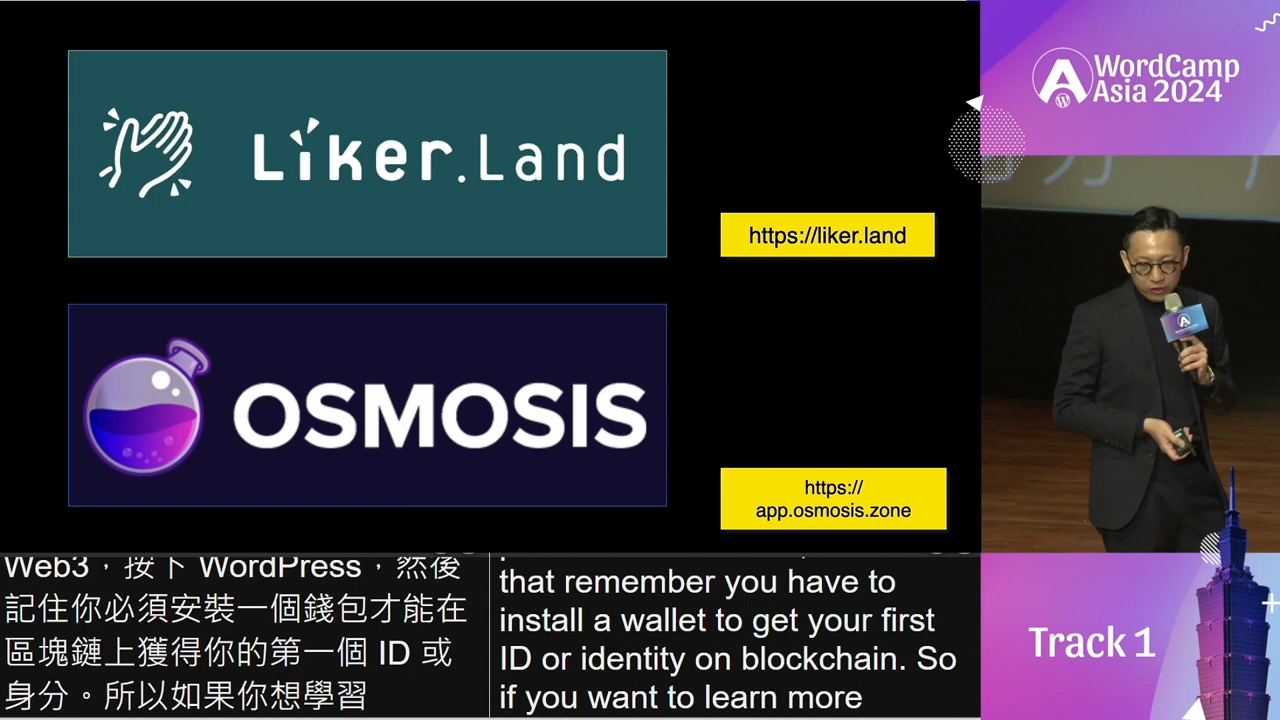 Liker.Land
https://liker.land
OSMOSIS
https://
app.osmosis.zone
WordCamp
Asia 2024
Track 1
Web3，按下 WordPress，然後
記住你必須安裝一個錢包才能在
區塊鏈上獲得你的第一個 ID 或
身分。所以如果你想學習
that remember you have to
install a wallet to get your first
ID or identity on blockchain. So
if you want to learn more